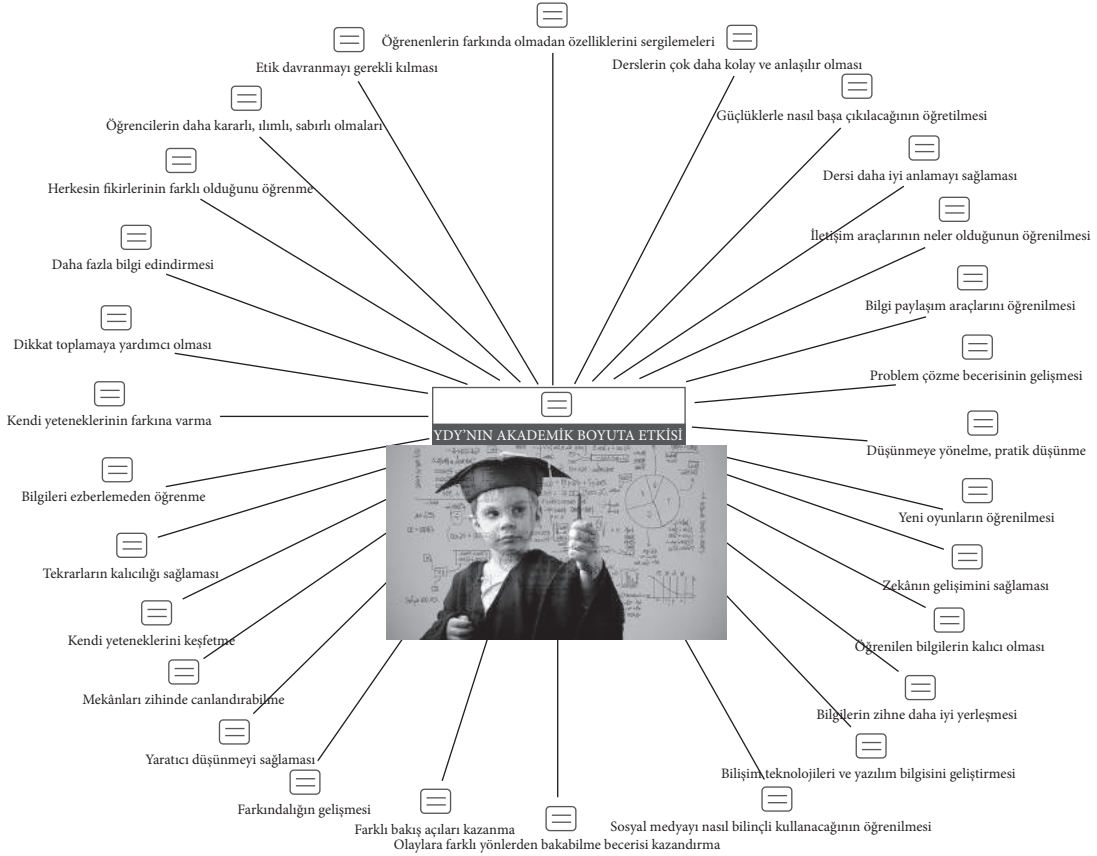 Öğrenenlerin farkında olmadan özelliklerini sergilemeleri
Etik davranmayı gerekli kılması
Derslerin çok daha kolay ve anlaşılır olması
Öğrencilerin daha kararlı, ılımlı, sabırlı olmaları
Güçlüklerle nasıl başa çıkılacağının öğretilmesi
Herkesin fikirlerinin farklı olduğunu öğrenme
Dersi daha iyi anlamayı sağlaması
İletişim araçlarının neler olduğunun öğrenilmesi
Daha fazla bilgi edindirmesi
Bilgi paylaşım araçlarını öğrenilmesi
Dikkat toplamaya yardımcı olması
Problem çözme becerisinin gelişmesi
Kendi yeteneklerinin farkına varma
YDY'NIN AKADEMİK BOYUTA ETKİSİ
Düşünmeye yönelme, pratik düşünme
Bilgileri ezberlemeden öğrenme
Yeni oyunların öğrenilmesi
Tekrarların kalıcılığı sağlaması
Zekânın gelişimini sağlaması
Kendi yeteneklerini keşfetme
Öğrenilen bilgilerin kalıcı olması
Mekânları zihinde canlandırabilme
Bilgilerin zihne daha iyi yerleşmesi
Yaratıcı düşünmeyi sağlaması
Bilişim teknolojileri ve yazılım bilgisini geliştirmesi
Farkındalığın gelişmesi
Farklı bakış açıları kazanma
Sosyal medyayı nasıl bilinçli kullanacağının öğrenilmesi
Olaylara farklı yönlerden bakabilme becerisi kazandırma